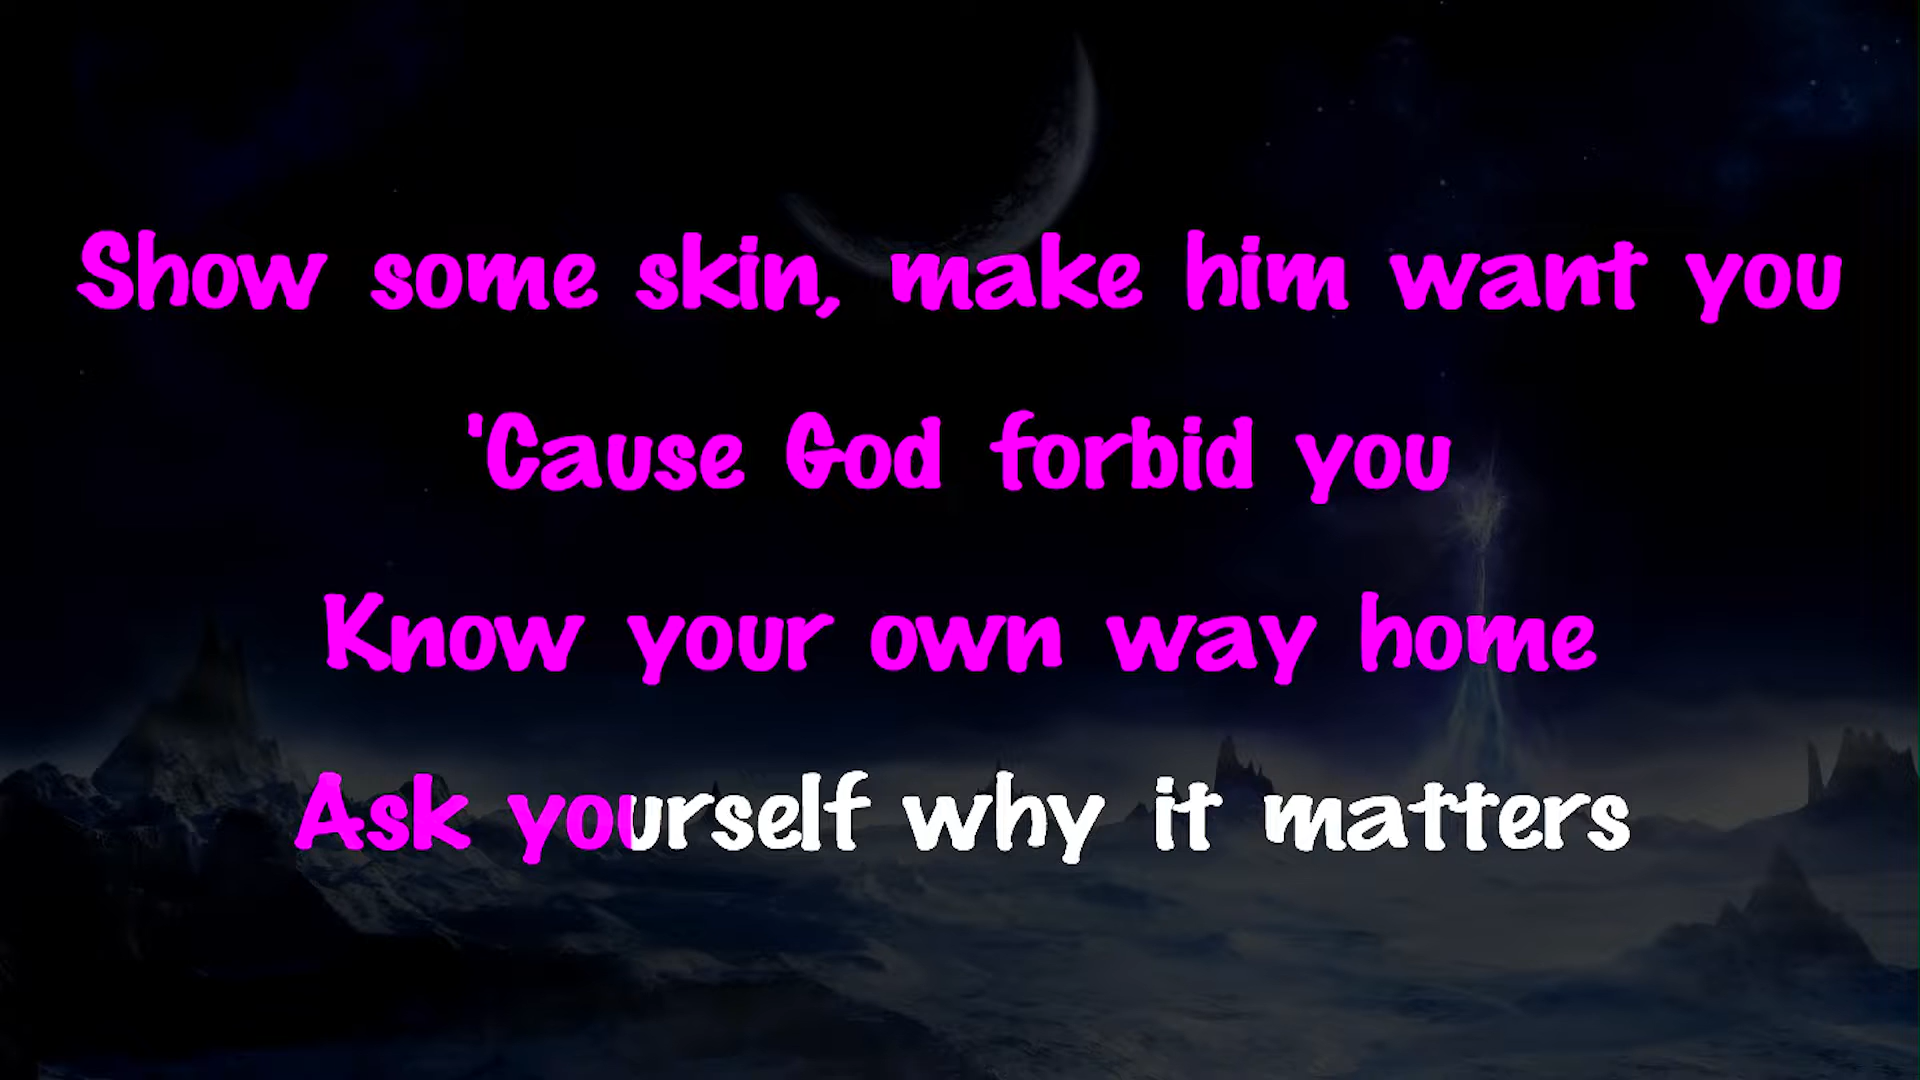 Show some skin, make him want you
'Cause God forbid you
Know your own way home
Ask yourself why it matters